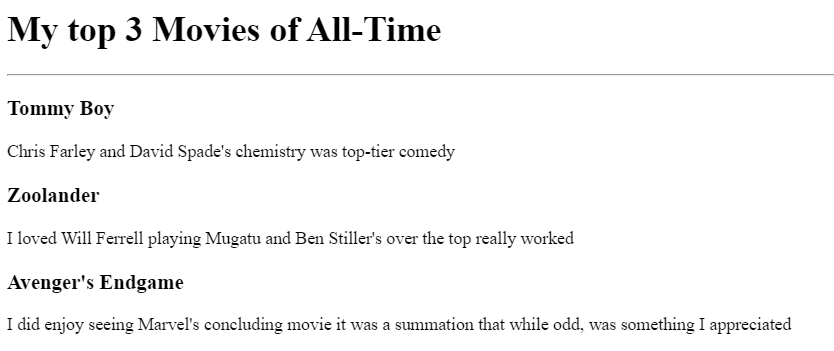 My top 3 Movies of All-Time
Tommy Boy
Chris Farley and David Spade's chemistry was top-tier comedy
Zoolander
I loved Will Ferrell playing Mugatu and Ben Stiller's over the top really worked
Avenger's Endgame
I did enjoy seeing Marvel's concluding movie it was a summation that while odd, was something I appreciated